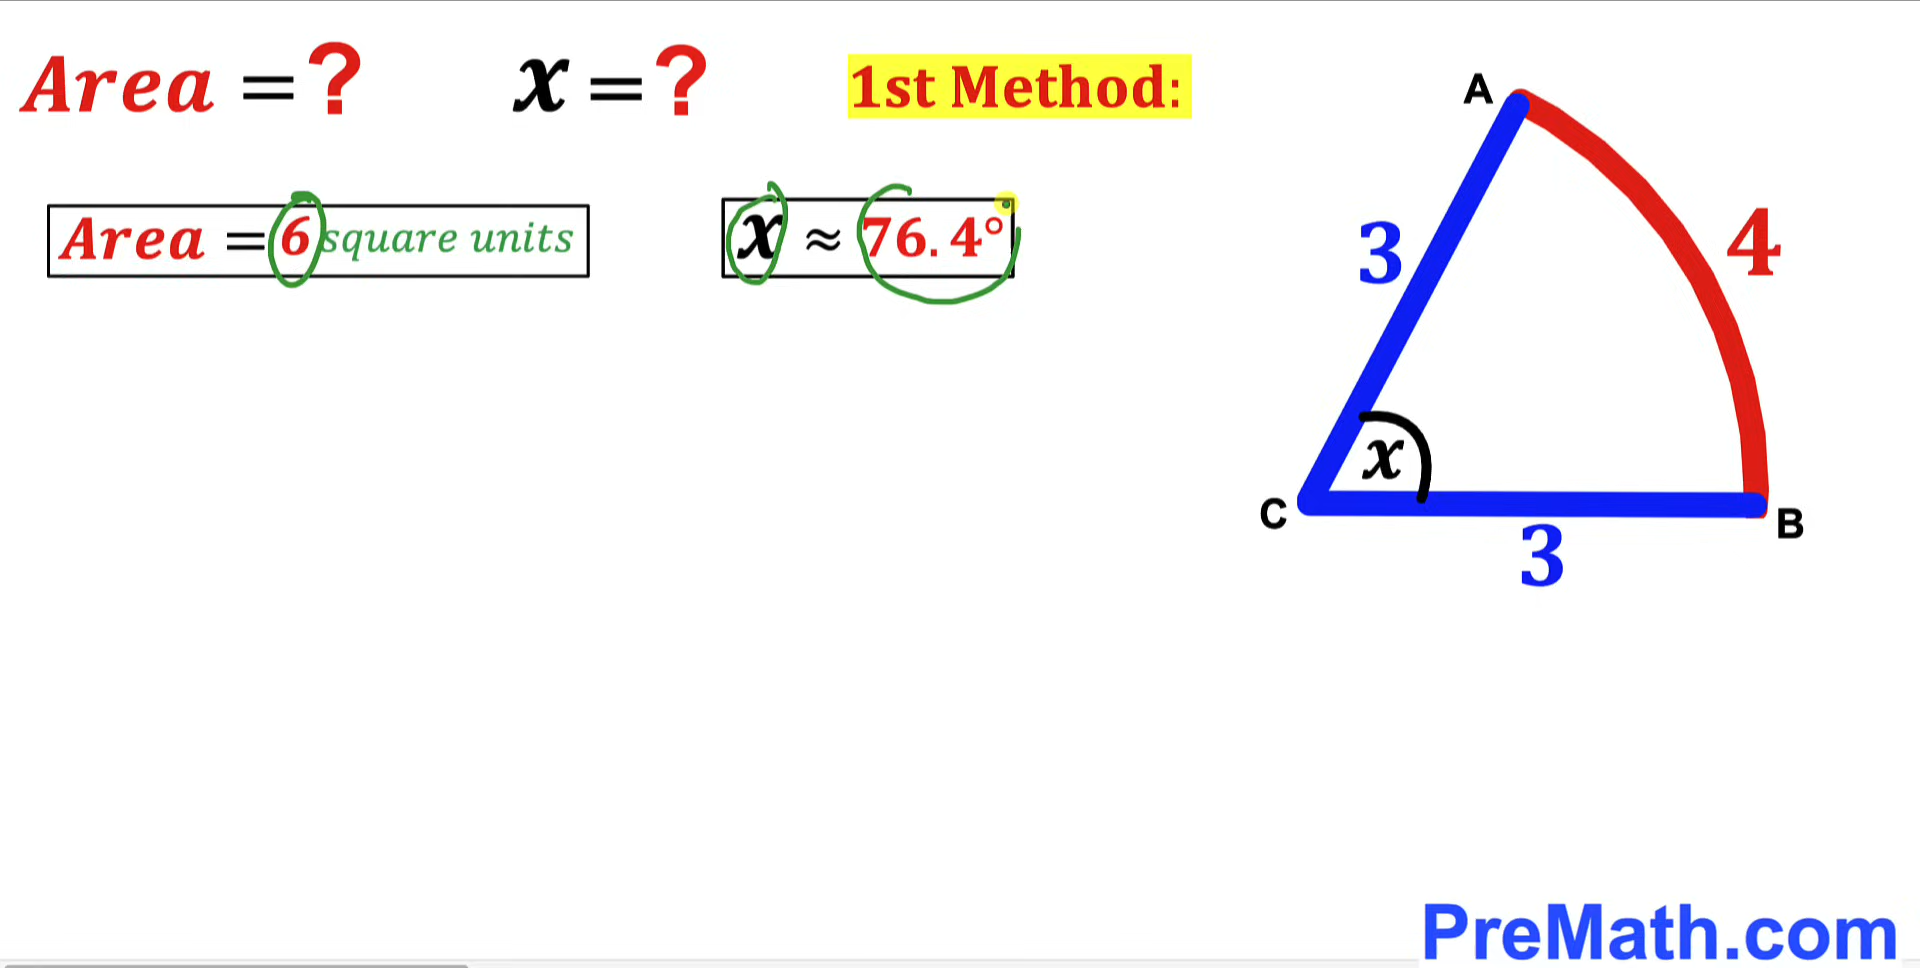 Area = ? x = ? 1st Method:
Area = 6 square units
x ≈ 76.4°
A
3
4
x
C
B
3
PreMath.com